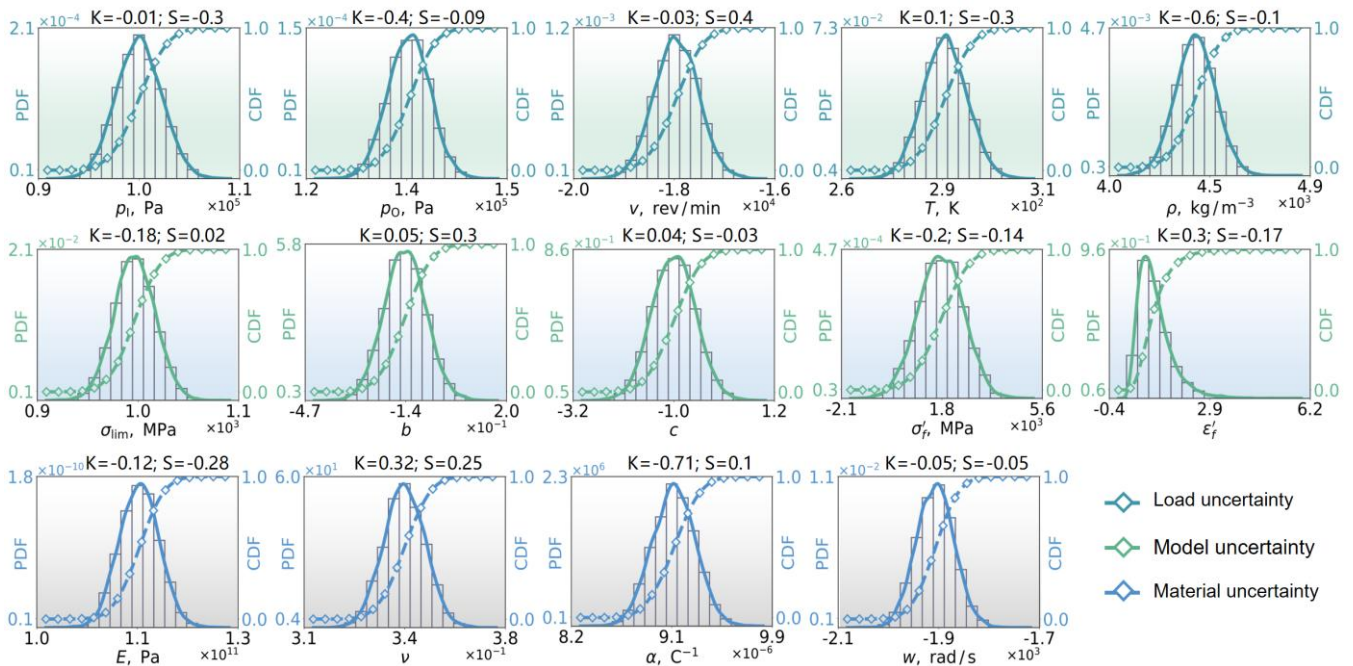 K=-0.01; S=-0.3 K=-0.4; S=-0.09 K=-0.03; S=0.4 K=0.1; S=-0.3 K=-0.6; S=-0.1
2.1 ×10⁻⁴ 1.0 1.5 ×10⁻⁴ 1.0 1.2 ×10⁻³ 1.0 7.3 ×10⁻² 1.0 4.7 ×10⁻³ 1.0
PDF CDF PDF CDF PDF CDF PDF CDF PDF CDF
0.1 0.0 0.1 0.0 0.1 0.0 0.4 0.0 0.3 0.0
0.9 1.0 1.1 1.2 1.4 1.5 -2.0 -1.8 -1.6 2.6 2.9 3.1 4.0 4.5 4.9
p_I, Pa ×10⁵ p_O, Pa ×10⁵ v, rev/min ×10⁴ T, K ×10² ρ, kg/m⁻³ ×10³
K=-0.18; S=0.02 K=0.05; S=0.3 K=0.04; S=-0.03 K=-0.2; S=-0.14 K=0.3; S=-0.17
2.1 ×10⁻² 1.0 5.8 1.0 8.6 ×10⁻¹ 1.0 4.7 ×10⁻⁴ 1.0 9.6 ×10⁻¹ 1.0
PDF CDF PDF CDF PDF CDF PDF CDF PDF CDF
0.1 0.0 0.3 0.0 0.5 0.0 0.3 0.0 0.6 0.0
0.9 1.0 1.1 -4.7 -1.4 2.0 -3.2 -1.0 1.2 -2.1 1.8 5.6 -0.4 2.9 6.2
σ_lim, MPa ×10³ b ×10⁻¹ c σ′_f, MPa ×10³ ε′_f
K=-0.12; S=-0.28 K=0.32; S=0.25 K=-0.71; S=0.1 K=-0.05; S=-0.05
1.8 ×10⁻¹⁰ 1.0 6.0 ×10¹ 1.0 2.3 ×10⁶ 1.0 1.1 ×10⁻² 1.0
PDF CDF PDF CDF PDF CDF PDF CDF
0.1 0.0 0.4 0.0 0.1 0.0 0.1 0.0
1.0 1.1 1.3 3.1 3.4 3.8 8.2 9.1 9.9 -2.1 -1.9 -1.7
E, Pa ×10¹¹ ν ×10⁻¹ α, C⁻¹ ×10⁻⁶ w, rad/s ×10³
Load uncertainty
Model uncertainty
Material uncertainty